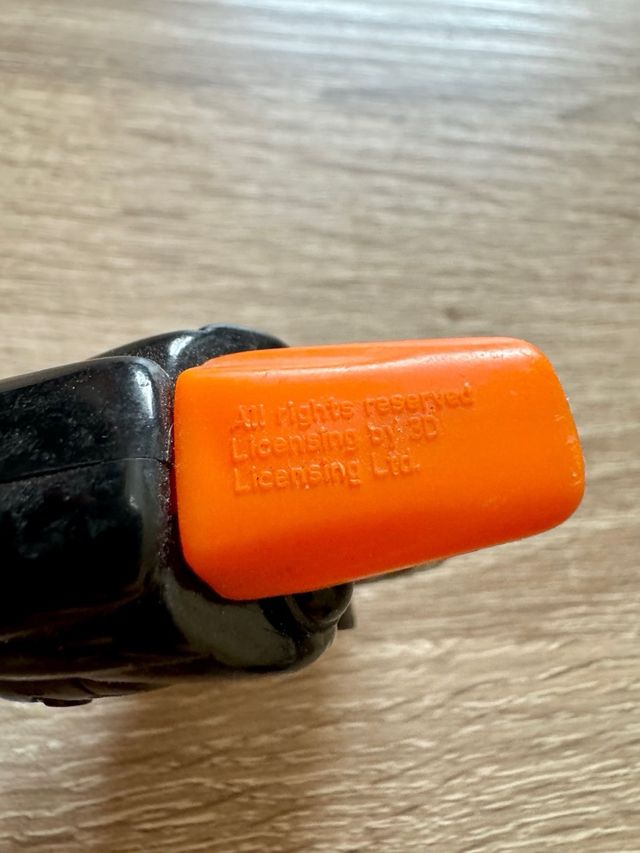 All rights reserved
Licensing by 3D
Licensing Ltd.